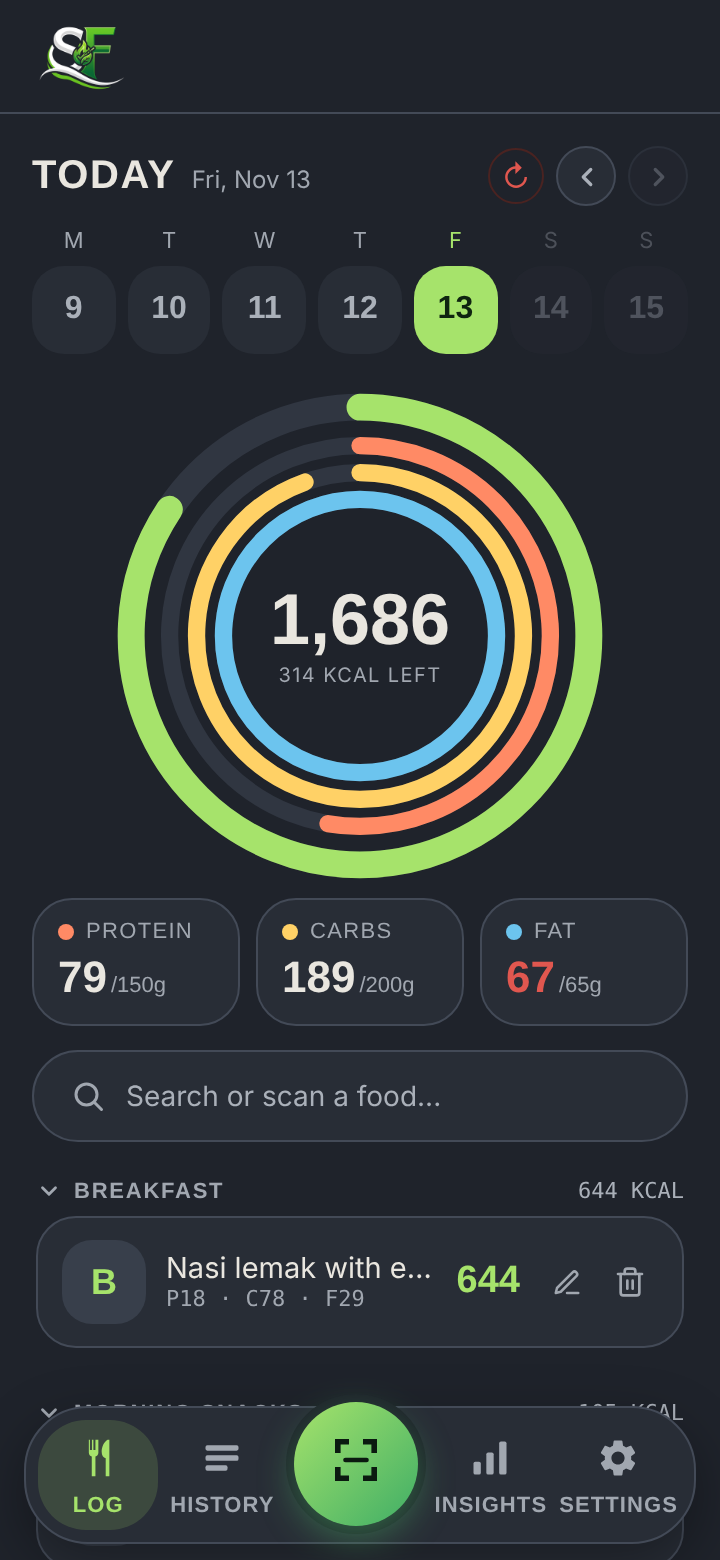 SF
TODAY Fri, Nov 13
M T W T F S S
9 10 11 12 13 14 15
1,686
314 KCAL LEFT
PROTEIN CARBS FAT
79/150g 189/200g 67/65g
Search or scan a food...
BREAKFAST 644 KCAL
B Nasi lemak with e... 644
P18 · C78 · F29
LOG HISTORY INSIGHTS SETTINGS